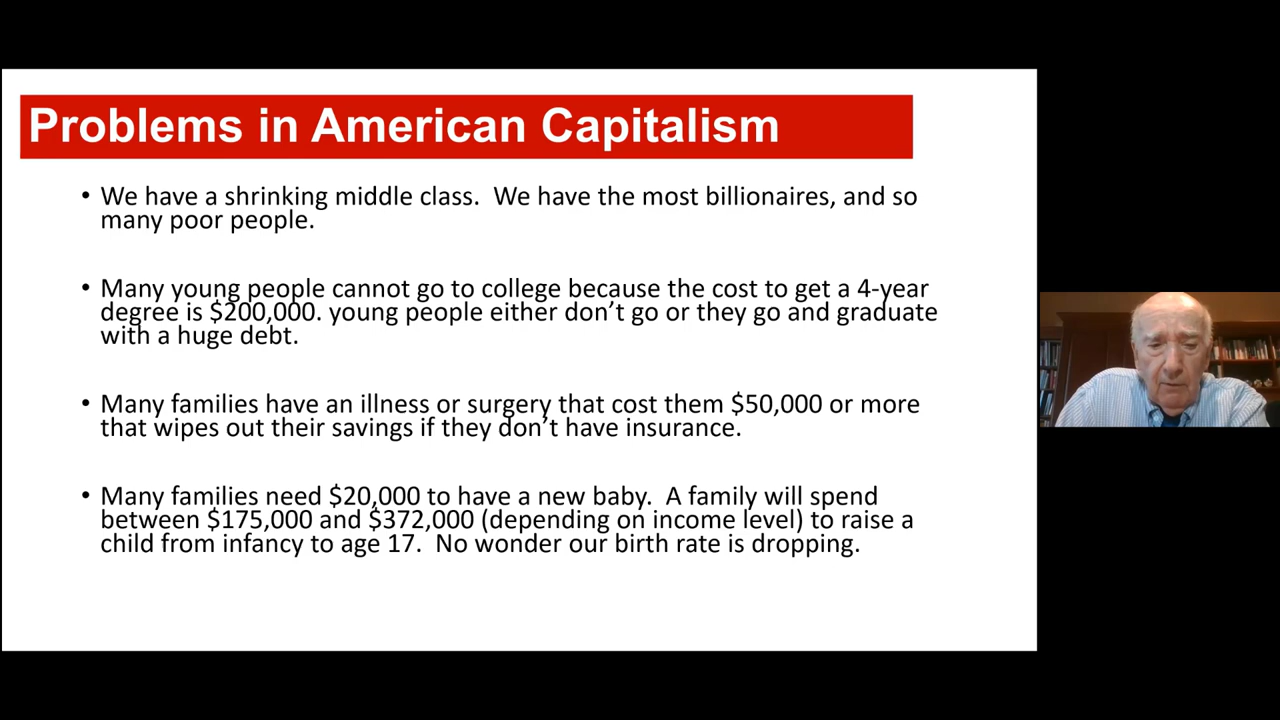 Problems in American Capitalism
• We have a shrinking middle class.  We have the most billionaires, and so
many poor people.
• Many young people cannot go to college because the cost to get a 4-year
degree is $200,000. young people either don’t go or they go and graduate
with a huge debt.
• Many families have an illness or surgery that cost them $50,000 or more
that wipes out their savings if they don’t have insurance.
• Many families need $20,000 to have a new baby.  A family will spend
between $175,000 and $372,000 (depending on income level) to raise a
child from infancy to age 17.  No wonder our birth rate is dropping.